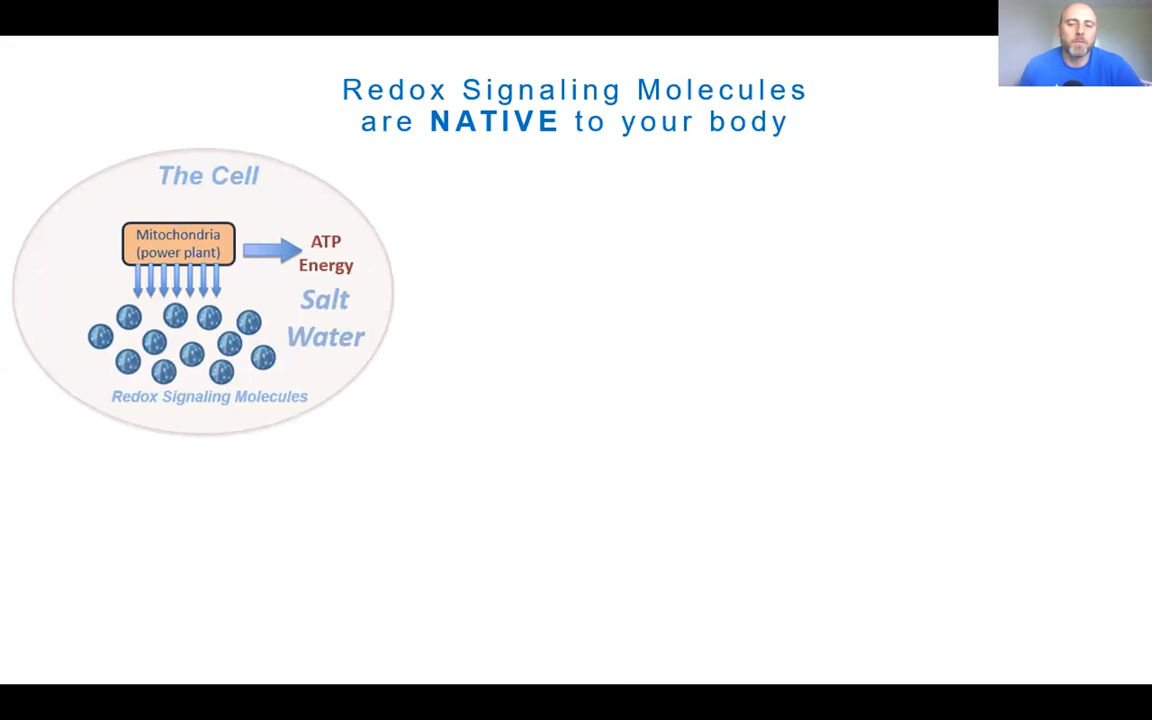 Redox Signaling Molecules
are NATIVE to your body
The Cell
Mitochondria
(power plant)
ATP
Energy
Salt
Water
Redox Signaling Molecules